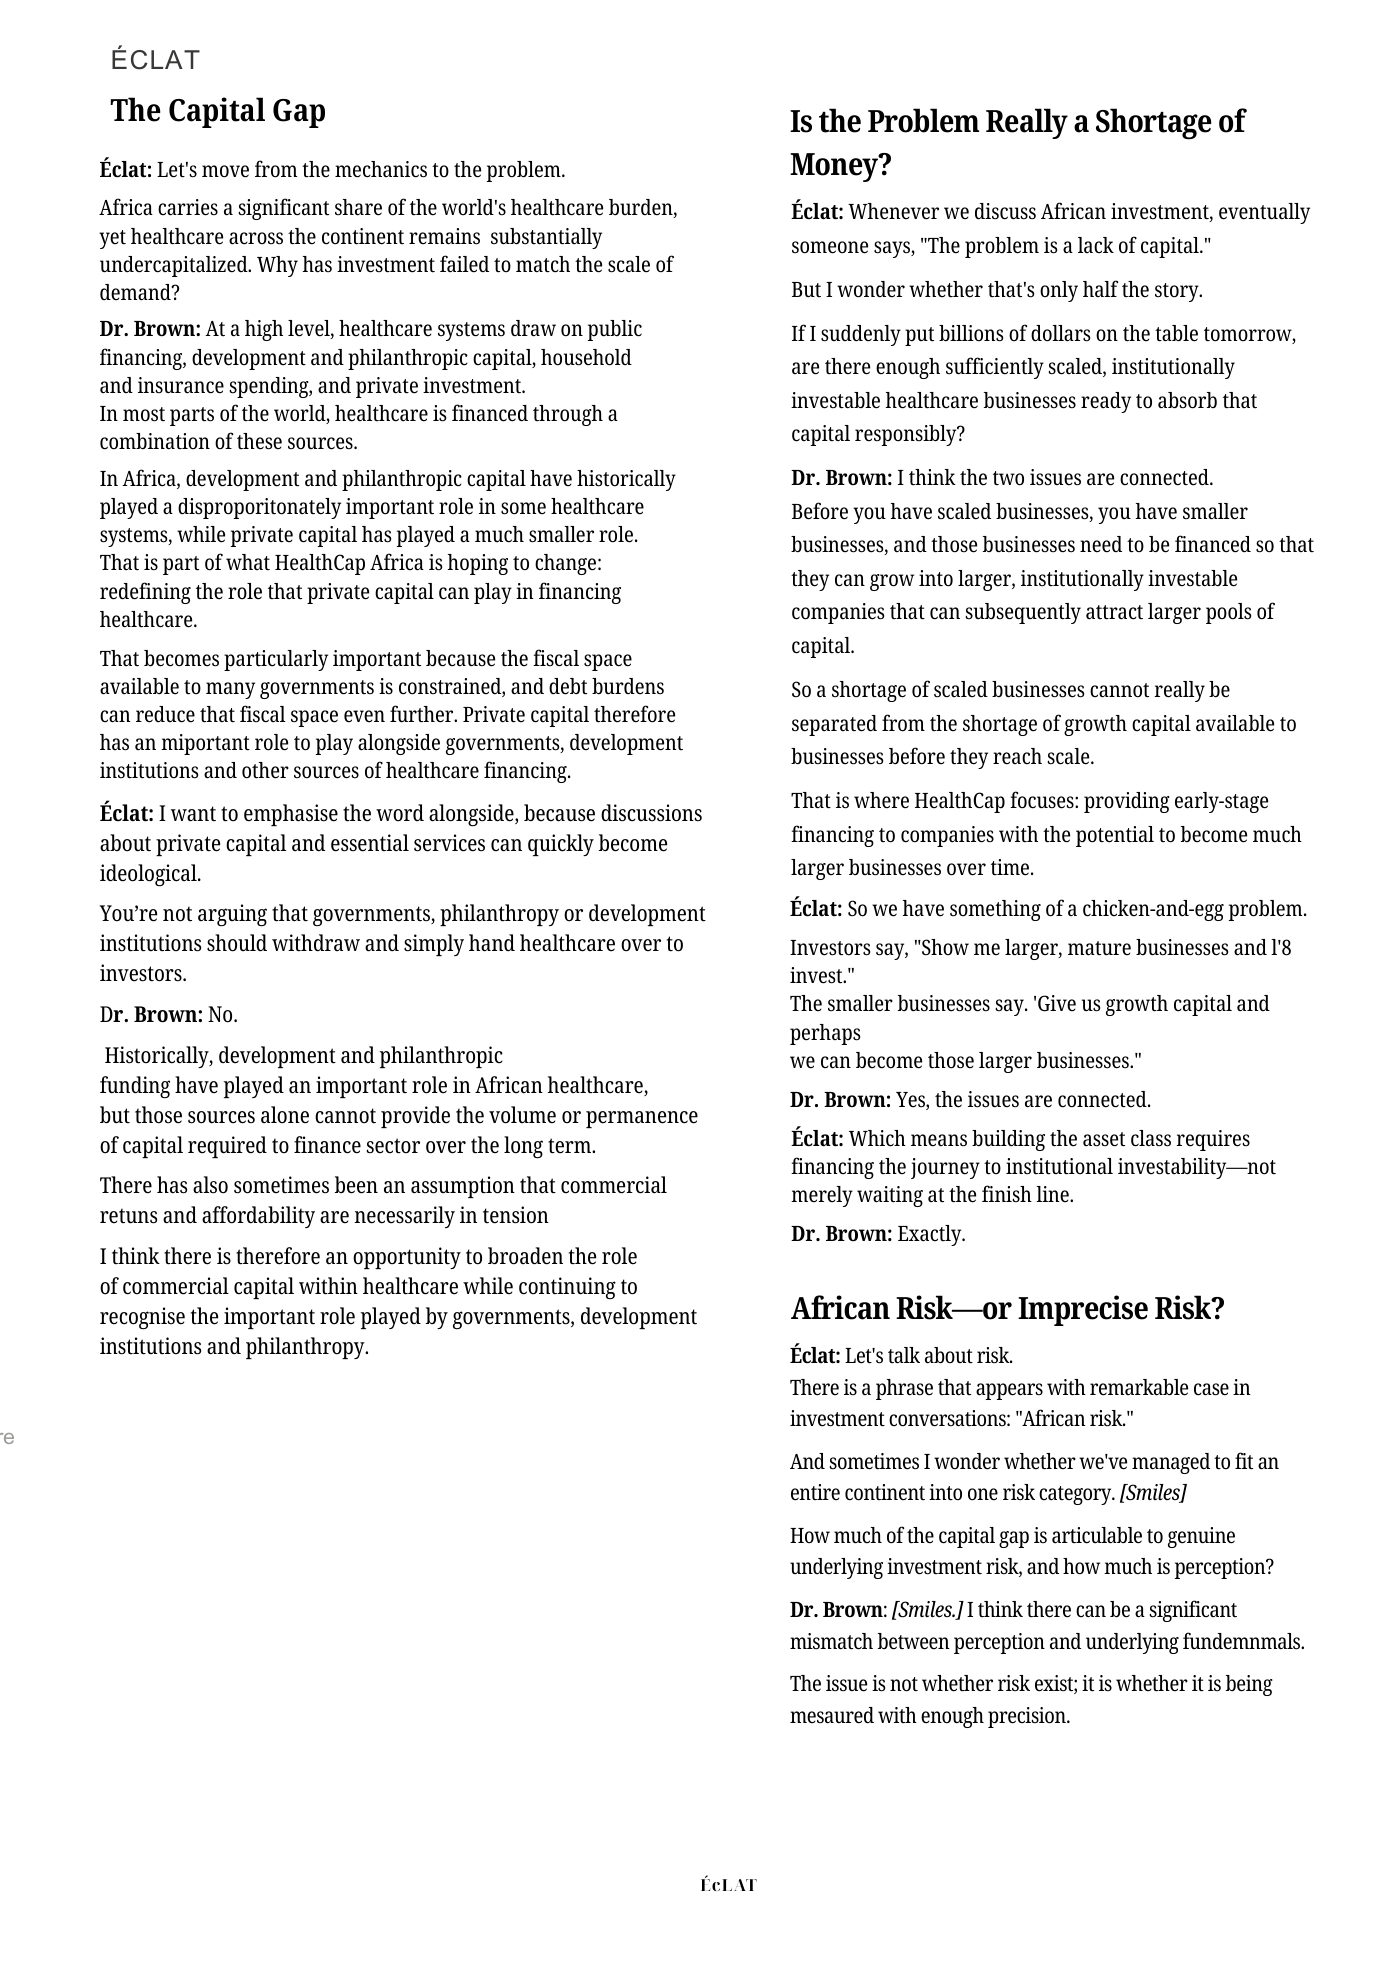 ÉCLAT
The Capital Gap
Éclat: Let's move from the mechanics to the problem.
Africa carries a significant share of the world's healthcare burden,
yet healthcare across the continent remains  substantially
undercapitalized. Why has investment failed to match the scale of
demand?
Dr. Brown: At a high level, healthcare systems draw on public
financing, development and philanthropic capital, household
and insurance spending, and private investment.
In most parts of the world, healthcare is financed through a
combination of these sources.
In Africa, development and philanthropic capital have historically
played a disproporitonately important role in some healthcare
systems, while private capital has played a much smaller role.
That is part of what HealthCap Africa is hoping to change:
redefining the role that private capital can play in financing
healthcare.
That becomes particularly important because the fiscal space
available to many governments is constrained, and debt burdens
can reduce that fiscal space even further. Private capital therefore
has an miportant role to play alongside governments, development
institutions and other sources of healthcare financing.
Éclat: I want to emphasise the word alongside, because discussions
about private capital and essential services can quickly become
ideological.
You’re not arguing that governments, philanthropy or development
institutions should withdraw and simply hand healthcare over to
investors.
Dr. Brown: No.
Historically, development and philanthropic
funding have played an important role in African healthcare,
but those sources alone cannot provide the volume or permanence
of capital required to finance sector over the long term.
There has also sometimes been an assumption that commercial
retuns and affordability are necessarily in tension
I think there is therefore an opportunity to broaden the role
of commercial capital within healthcare while continuing to
recognise the important role played by governments, development
institutions and philanthropy.
re
Is the Problem Really a Shortage of
Money?
Éclat: Whenever we discuss African investment, eventually
someone says, "The problem is a lack of capital."
But I wonder whether that's only half the story.
If I suddenly put billions of dollars on the table tomorrow,
are there enough sufficiently scaled, institutionally
investable healthcare businesses ready to absorb that
capital responsibly?
Dr. Brown: I think the two issues are connected.
Before you have scaled businesses, you have smaller
businesses, and those businesses need to be financed so that
they can grow into larger, institutionally investable
companies that can subsequently attract larger pools of
capital.
So a shortage of scaled businesses cannot really be
separated from the shortage of growth capital available to
businesses before they reach scale.
That is where HealthCap focuses: providing early-stage
financing to companies with the potential to become much
larger businesses over time.
Éclat: So we have something of a chicken-and-egg problem.
Investors say, "Show me larger, mature businesses and l'8
invest."
The smaller businesses say. 'Give us growth capital and
perhaps
we can become those larger businesses."
Dr. Brown: Yes, the issues are connected.
Éclat: Which means building the asset class requires
financing the journey to institutional investability—not
merely waiting at the finish line.
Dr. Brown: Exactly.
African Risk—or Imprecise Risk?
Éclat: Let's talk about risk.
There is a phrase that appears with remarkable case in
investment conversations: "African risk."
And sometimes I wonder whether we've managed to fit an
entire continent into one risk category. [Smiles]
How much of the capital gap is articulable to genuine
underlying investment risk, and how much is perception?
Dr. Brown: [Smiles.] I think there can be a significant
mismatch between perception and underlying fundemnmals.
The issue is not whether risk exist; it is whether it is being
mesaured with enough precision.
ÉcLAT